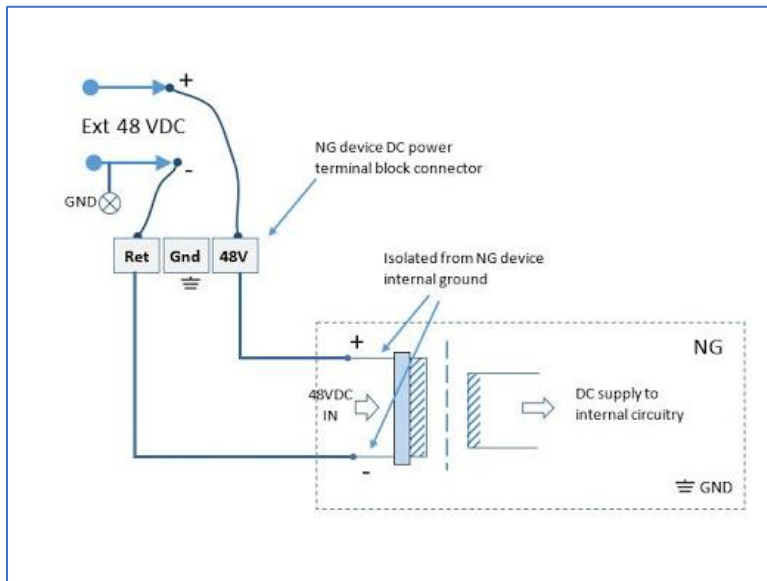 +
Ext 48 VDC
-
GND
NG device DC power
terminal block connector
Ret Gnd 48V
Isolated from NG device
internal ground
NG
+
48VDC
IN
-
DC supply to
internal circuitry
GND